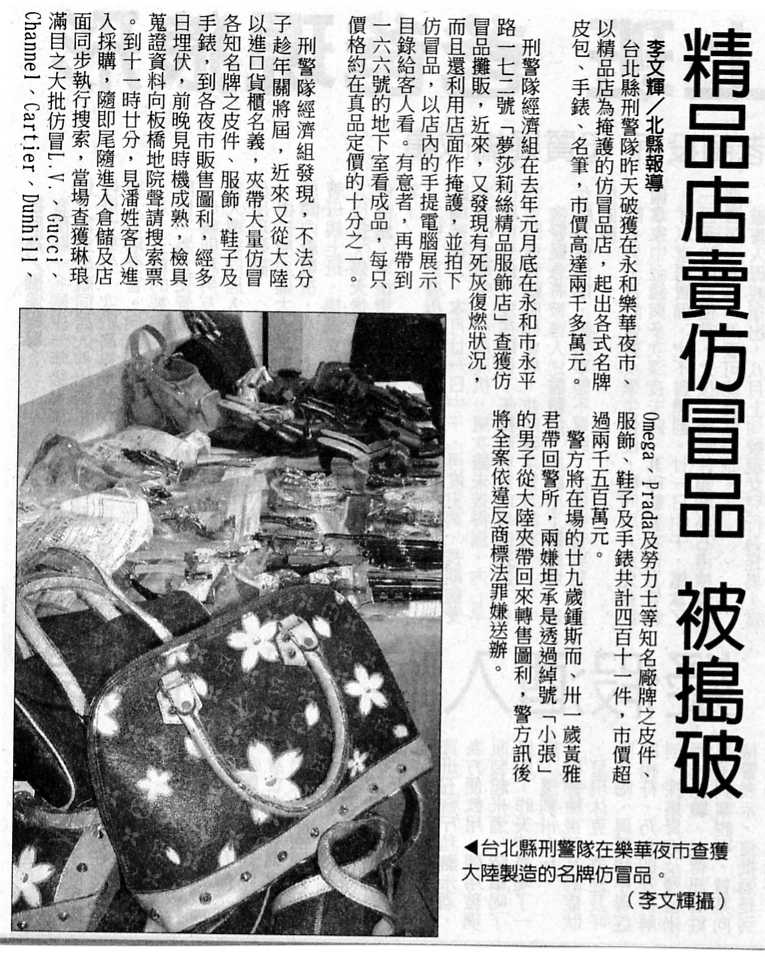 精品店賣仿冒品 被搗破
李文輝／北縣報導
台北縣刑警隊昨天破獲在永和樂華夜市、
以精品店為掩護的仿冒品店，起出各式名牌
皮包、手錶、名筆，市價高達兩千多萬元。
刑警隊經濟組在去年元月底在永和市永平
路一七二號「夢莎莉絲精品服飾店」查獲仿
冒品攤販，近來，又發現有死灰復燃狀況，
而且還利用店面作掩護，並拍下
仿冒品，以店內的手提電腦展示
目錄給客人看。有意者，再帶到
一六六號的地下室看成品，每只
價格約在真品定價的十分之一。
刑警隊經濟組發現，不法分
子趁年關將屆，近來又從大陸
以進口貨櫃名義，夾帶大量仿冒
各知名牌之皮件、服飾、鞋子及
手錶，到各夜市販售圖利，經多
日埋伏，前晚見時機成熟，檢具
蒐證資料向板橋地院聲請搜索票
。到十一時廿分，見潘姓客人進
入採購，隨即尾隨進入倉儲及店
面同步執行搜索，當場查獲琳琅
滿目之大批仿冒L.V.、Gucci、
Channel、Cartier、Dunhill、
Omega、Prada及勞力士等知名廠牌之皮件、
服飾、鞋子及手錶共計四百十一件，市價超
過兩千五百萬元。
警方將在場的廿九歲鍾斯而、卅一歲黃雅
君帶回警所，兩嫌坦承是透過綽號「小張」
的男子從大陸夾帶回來轉售圖利，警方訊後
將全案依違反商標法罪嫌送辦。
◀台北縣刑警隊在樂華夜市查獲
大陸製造的名牌仿冒品。
（李文輝攝）